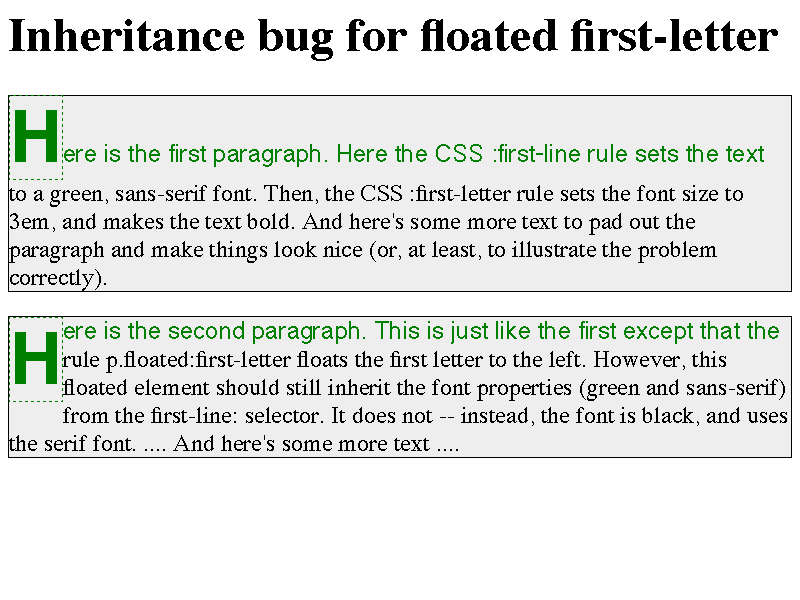 Inheritance bug for floated first-letter
Here is the first paragraph. Here the CSS :first-line rule sets the text
to a green, sans-serif font. Then, the CSS :first-letter rule sets the font size to
3em, and makes the text bold. And here's some more text to pad out the
paragraph and make things look nice (or, at least, to illustrate the problem
correctly).
Here is the second paragraph. This is just like the first except that the
rule p.floated:first-letter floats the first letter to the left. However, this
floated element should still inherit the font properties (green and sans-serif)
from the first-line: selector. It does not -- instead, the font is black, and uses
the serif font. .... And here's some more text ....